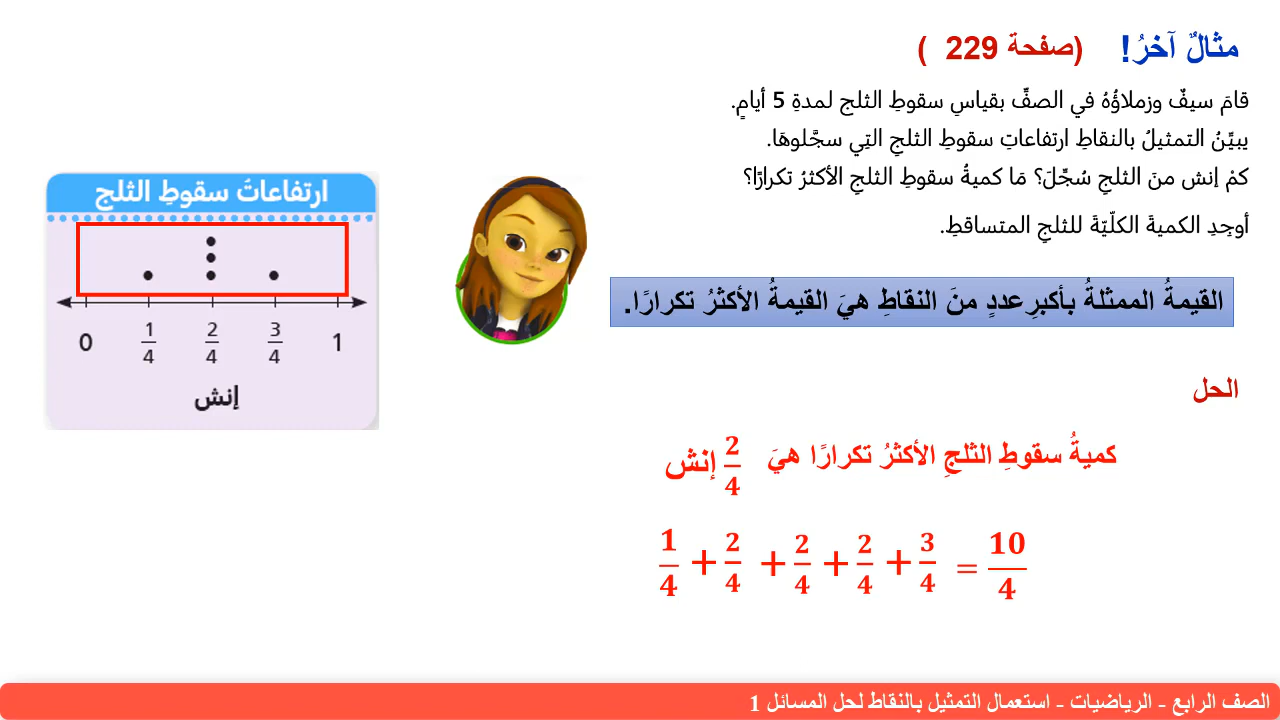 مثالٌ آخرُ! (صفحة 229 )
قامَ سيفٌ وزملاؤُهُ في الصفِّ بقياسِ سقوطِ الثلج لمدةِ 5 أيامٍ.
يبيِّنُ التمثيلُ بالنقاطِ ارتفاعاتِ سقوطِ الثلجِ التِي سجَّلوهَا.
كمْ إنش منَ الثلجِ سُجِّلَ؟ مَا كميةُ سقوطِ الثلجِ الأكثرُ تكرارًا؟
أوجدِ الكميةَ الكلّيّةَ للثلجِ المتساقطِ.
ارتفاعاتُ سقوطِ الثلج
0 1/4 2/4 3/4 1
إنش
القيمةُ الممثلةُ بأكبرِعددٍ منَ النقاطِ هيَ القيمةُ الأكثرُ تكرارًا.
الحل
كميةُ سقوطِ الثلجِ الأكثرُ تكرارًا هيَ 2/4 إنش
1/4 + 2/4 + 2/4 + 2/4 + 3/4 = 10/4
الصف الرابع - الرياضيات - استعمال التمثيل بالنقاط لحل المسائل 1